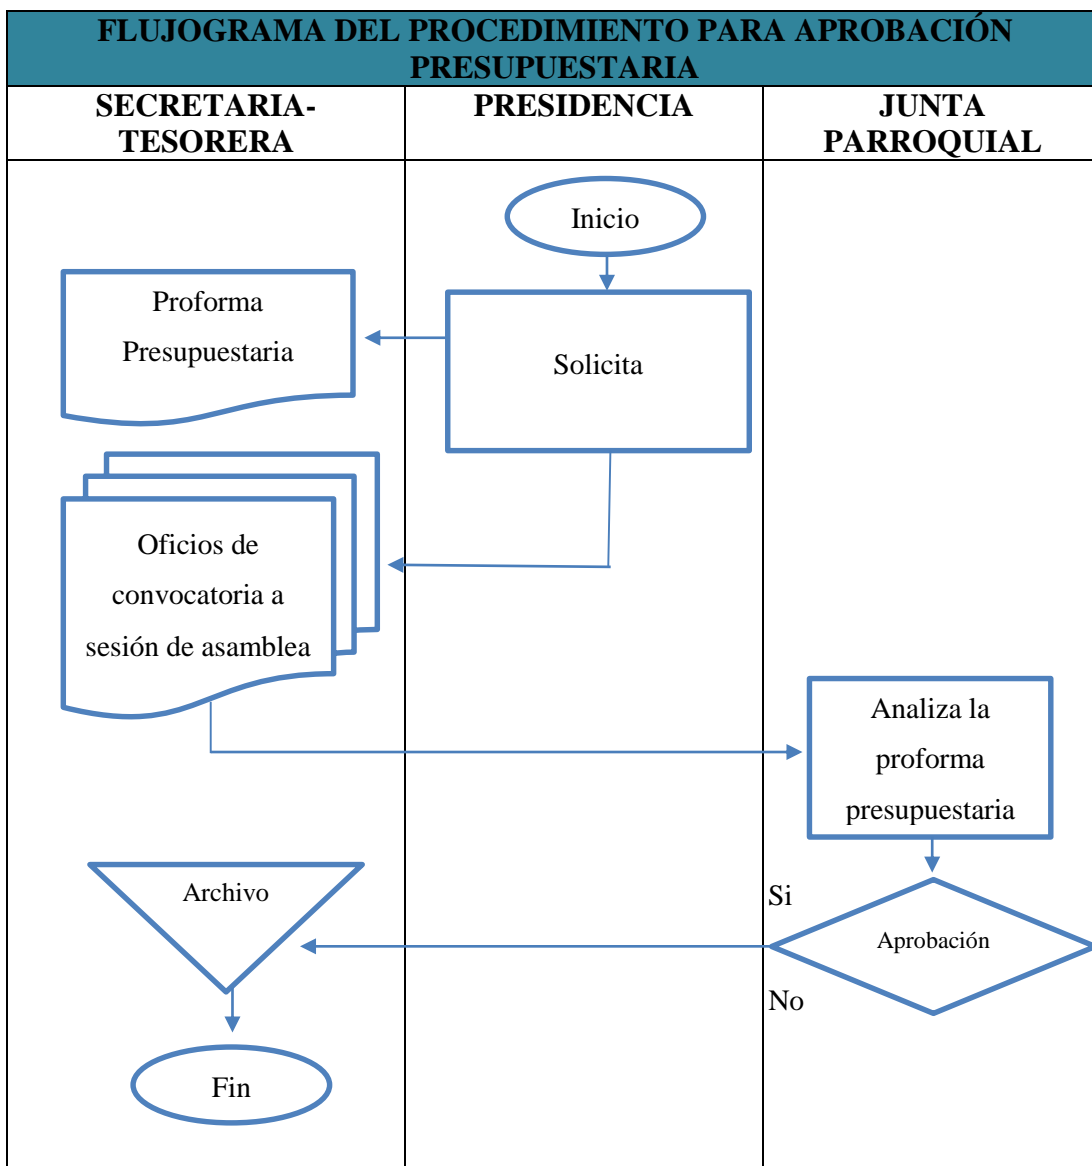 FLUJOGRAMA DEL PROCEDIMIENTO PARA APROBACIÓN
PRESUPUESTARIA
SECRETARIA-
TESORERA
PRESIDENCIA
JUNTA
PARROQUIAL
Inicio
Proforma
Presupuestaria
Solicita
Oficios de
convocatoria a
sesión de asamblea
Analiza la
proforma
presupuestaria
Archivo
Si
Aprobación
No
Fin